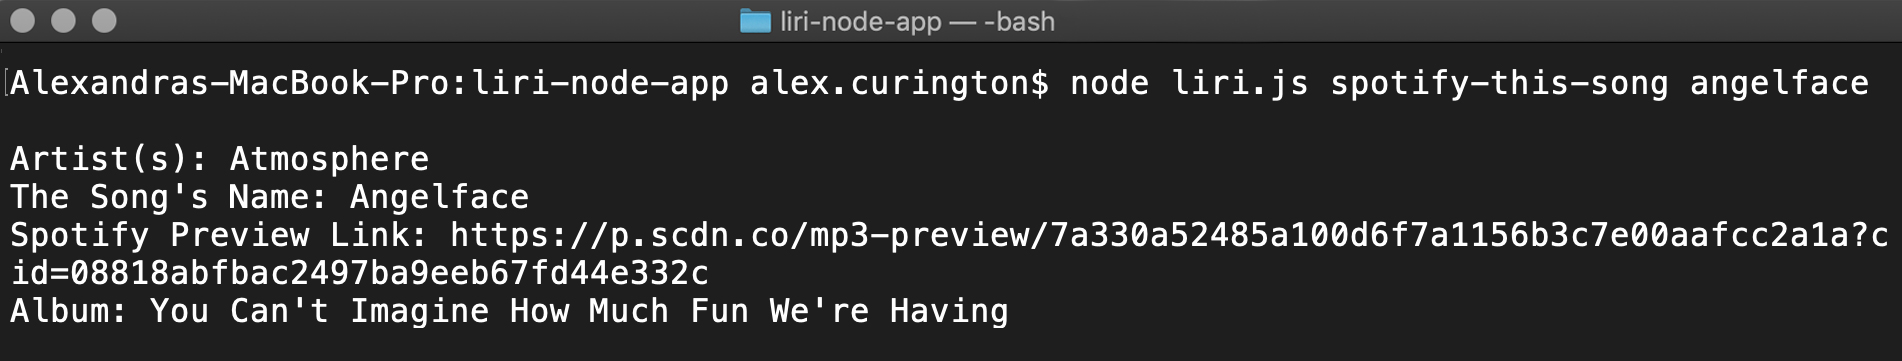 liri-node-app — -bash
Alexandras-MacBook-Pro:liri-node-app alex.curington$ node liri.js spotify-this-song angelface
Artist(s): Atmosphere
The Song's Name: Angelface
Spotify Preview Link: https://p.scdn.co/mp3-preview/7a330a52485a100d6f7a1156b3c7e00aafcc2a1a?c
id=08818abfbac2497ba9eeb67fd44e332c
Album: You Can't Imagine How Much Fun We're Having